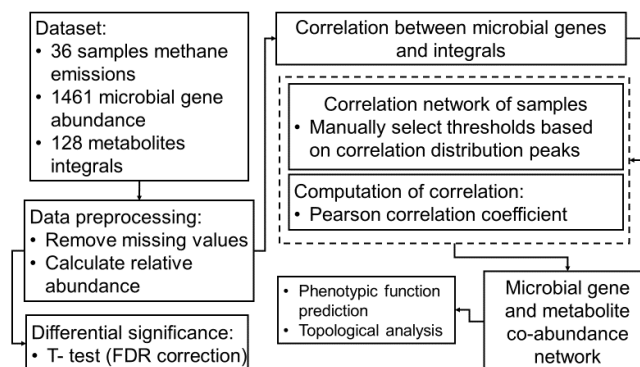 Dataset:
• 36 samples methane
emissions
• 1461 microbial gene
abundance
• 128 metabolites
integrals
Data preprocessing:
• Remove missing values
• Calculate relative
abundance
Differential significance:
• T- test (FDR correction)
Correlation between microbial genes
and integrals
Correlation network of samples
• Manually select thresholds based
on correlation distribution peaks
Computation of correlation:
• Pearson correlation coefficient
Microbial gene
and metabolite
co-abundance
network
• Phenotypic function
prediction
• Topological analysis